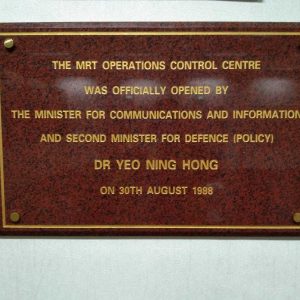 THE MRT OPERATIONS CONTROL CENTRE
WAS OFFICIALLY OPENED BY
THE MINISTER FOR COMMUNICATIONS AND INFORMATION
AND SECOND MINISTER FOR DEFENCE (POLICY)
DR YEO NING HONG
ON 30TH AUGUST 1988